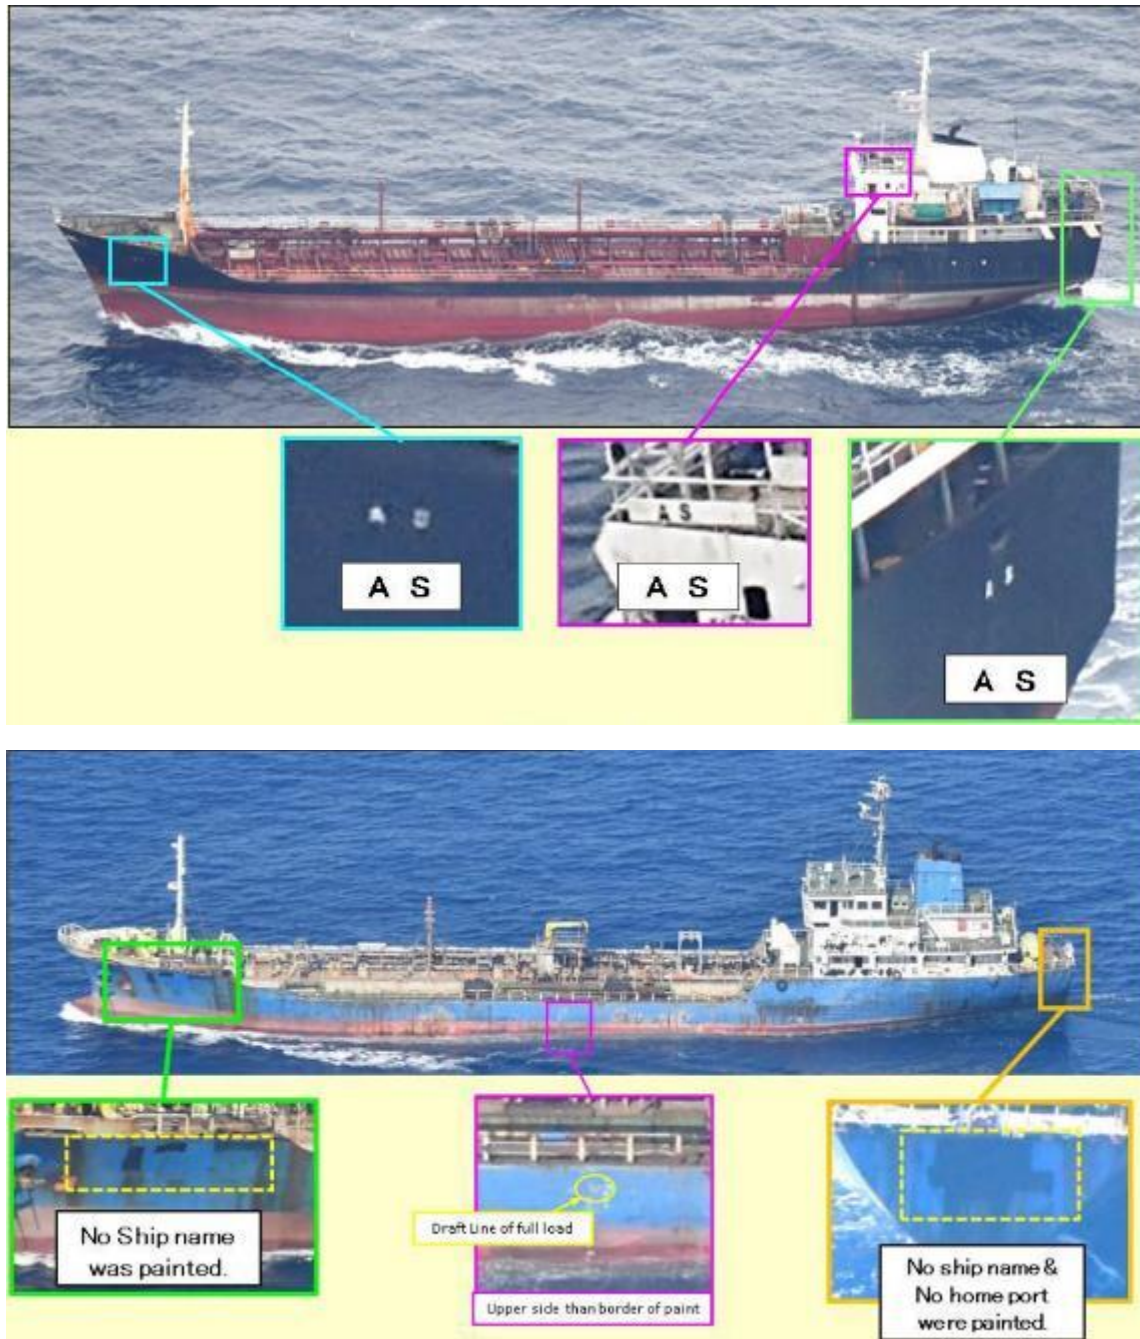 A S
A S
A S
A S
A S
A S
No Ship name
was painted.
Draft Line of full load
Upper side than border of paint
No ship name &
No home port
were painted.